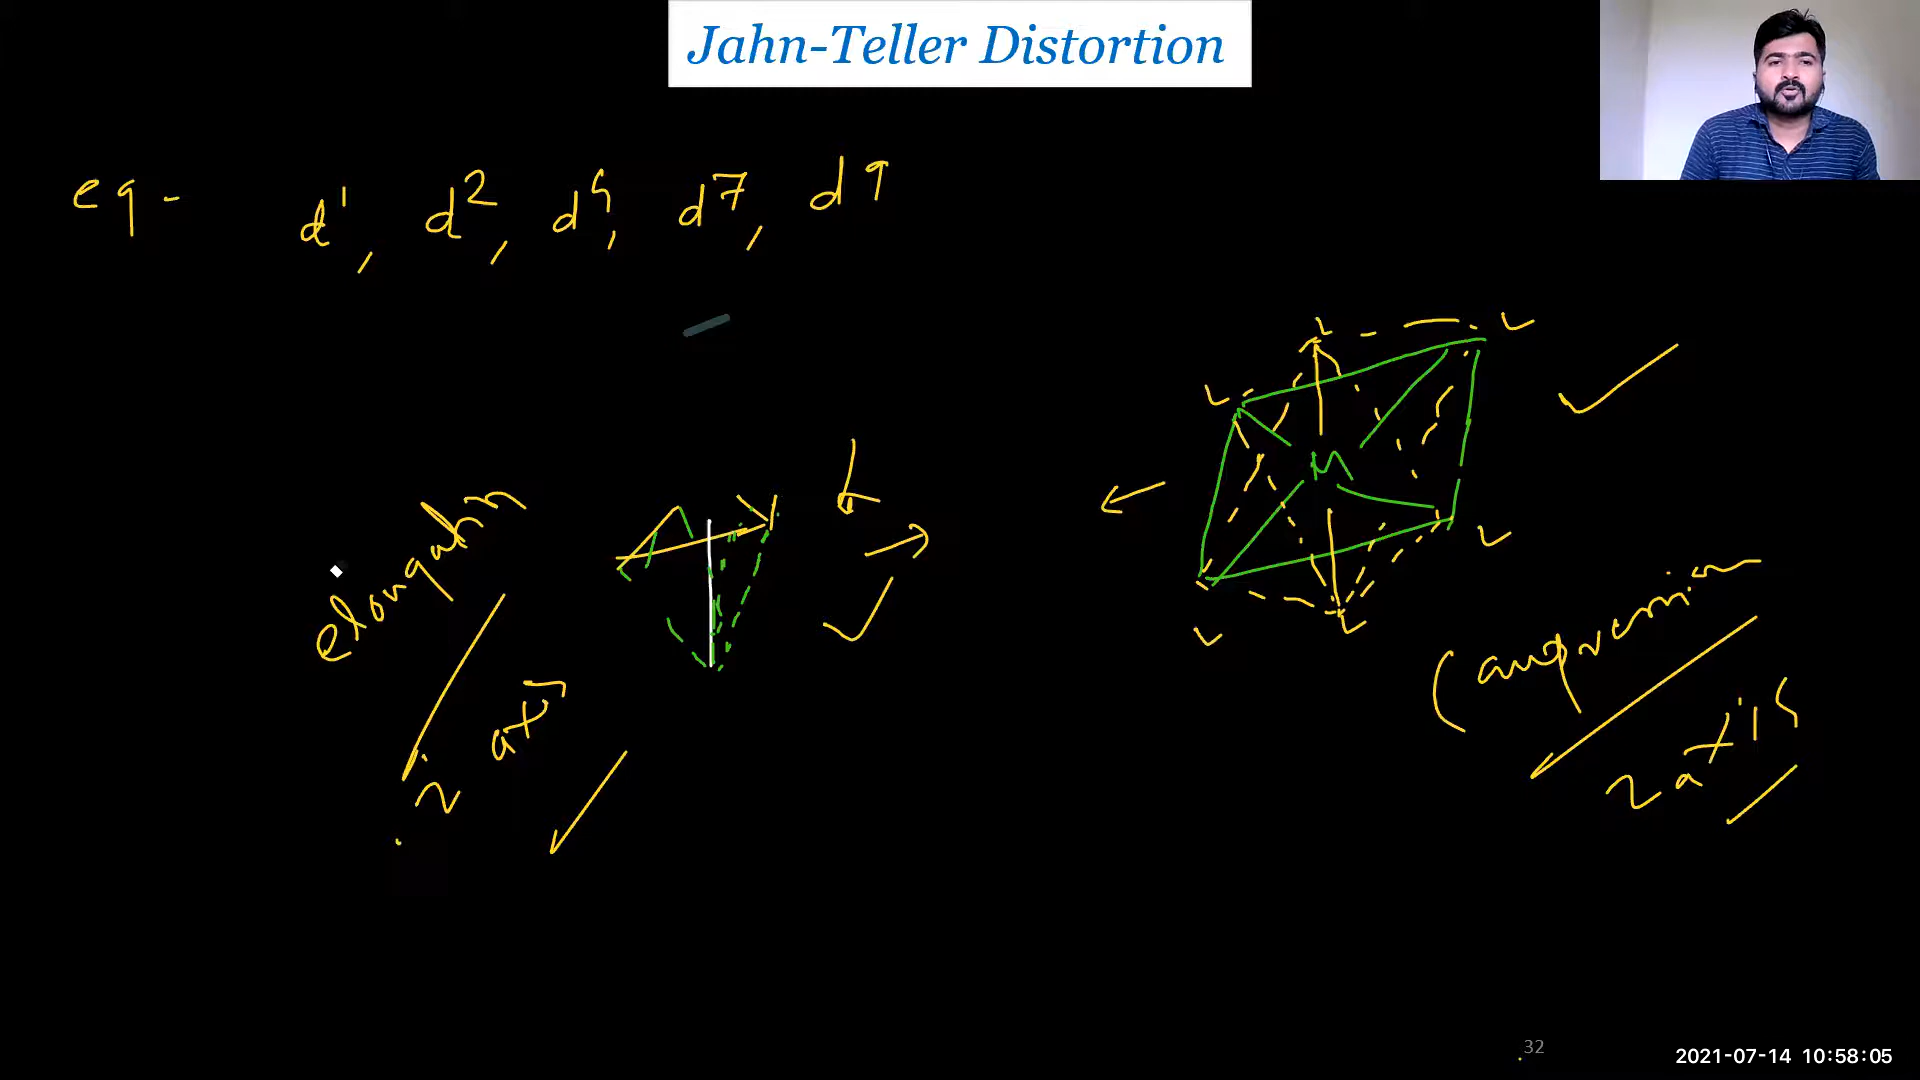 Jahn-Teller Distortion
eg - d¹, d², d⁴, d⁷, d⁹
L L
L
M
L
L L
elongation
z axis
Compression
z axis
32
2021-07-14 10:58:05